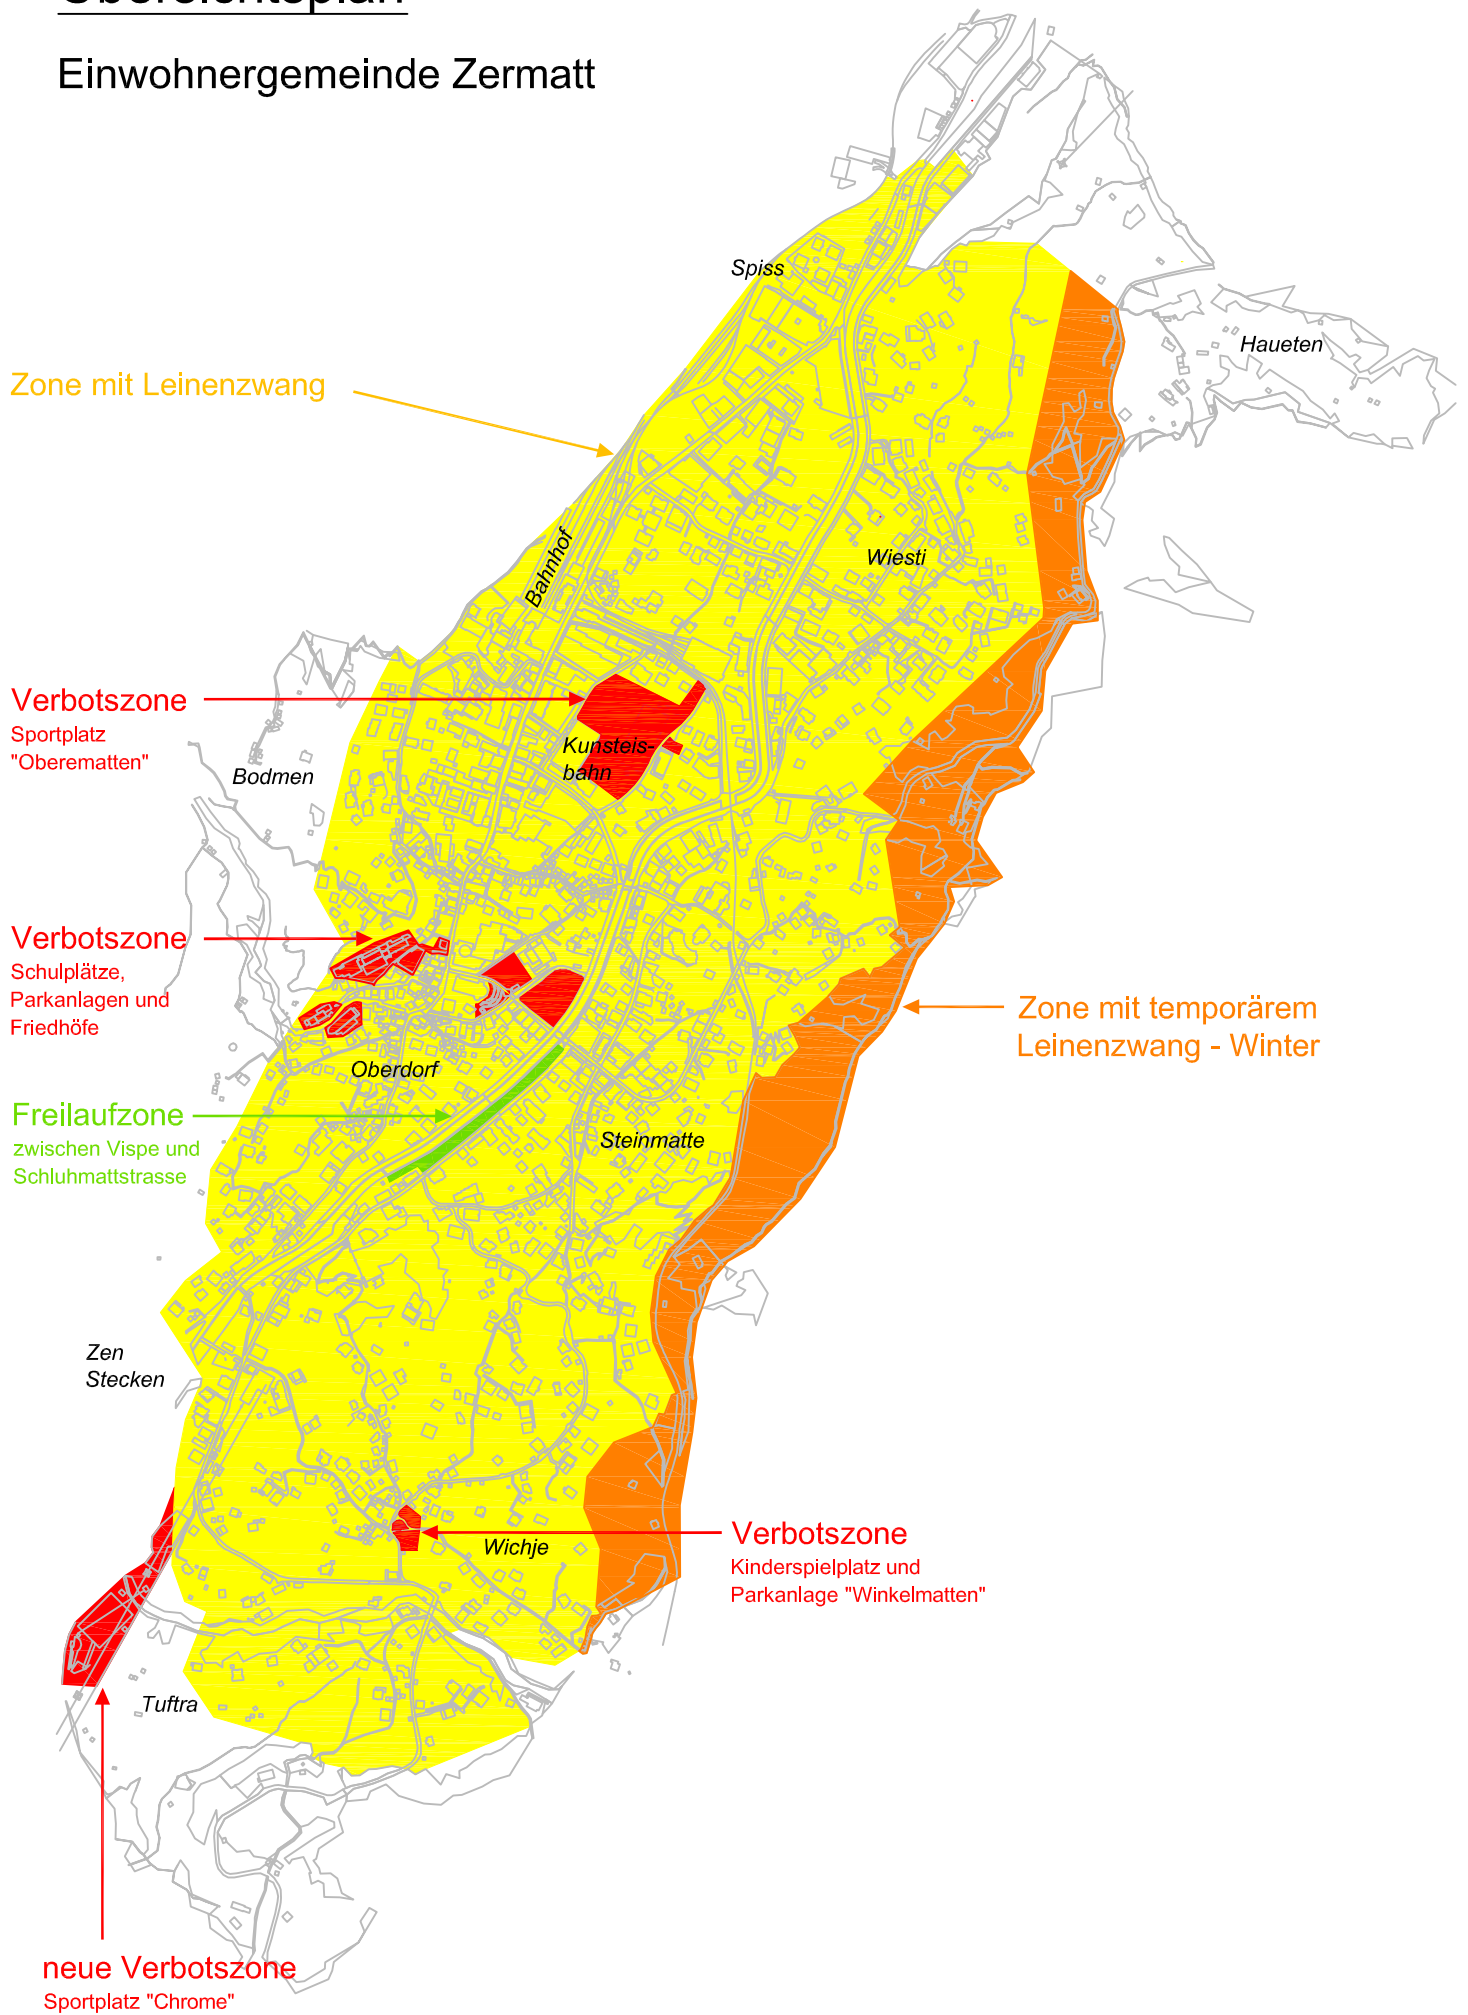 Übersichtsplan
Einwohnergemeinde Zermatt
Spiss
Haueten
Zone mit Leinenzwang
Bahnhof
Wiesti
Verbotszone
Sportplatz
"Oberematten"
Kunsteis-
bahn
Bodmen
Verbotszone
Schulplätze,
Parkanlagen und
Friedhöfe
Zone mit temporärem
Leinenzwang - Winter
Oberdorf
Freilaufzone
zwischen Vispe und
Schluhmattstrasse
Steinmatte
Zen
Stecken
Wichje
Verbotszone
Kinderspielplatz und
Parkanlage "Winkelmatten"
Tuftra
neue Verbotszone
Sportplatz "Chrome"